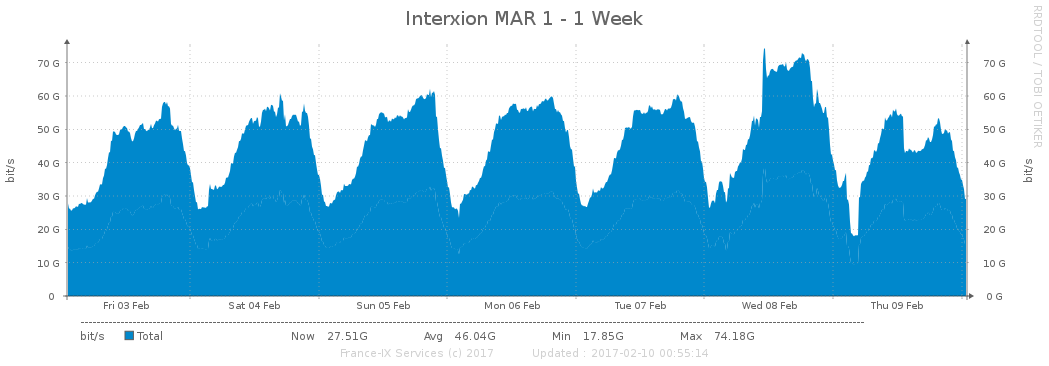 Interxion MAR 1 - 1 Week
RRDTOOL / TOBI OETIKER
bit/s
70 G 70 G
60 G 60 G
50 G 50 G
40 G 40 G
30 G 30 G
20 G 20 G
10 G 10 G
0 0 G
bit/s
Fri 03 Feb Sat 04 Feb Sun 05 Feb Mon 06 Feb Tue 07 Feb Wed 08 Feb Thu 09 Feb
bit/s Total Now 27.51G Avg 46.04G Min 17.85G Max 74.18G
France-IX Services (c) 2017 Updated : 2017-02-10 00:55:14